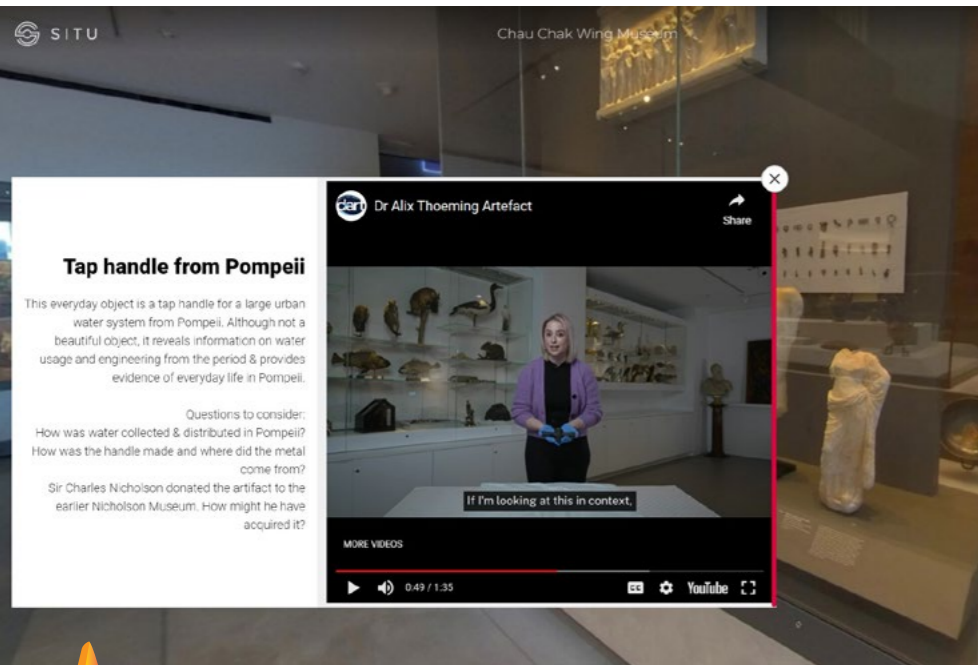 SITU
Chau Chak Wing Museum
dart
Dr Alix Thoeming Artefact
Share
Tap handle from Pompeii
This everyday object is a tap handle for a large urban
water system from Pompeii. Although not a
beautiful object, it reveals information on water
usage and engineering from the period & provides
evidence of everyday life in Pompeii.
Questions to consider:
How was water collected & distributed in Pompeii?
How was the handle made and where did the metal
come from?
Sir Charles Nicholson donated the artifact to the
earlier Nicholson Museum. How might he have
acquired it?
If I'm looking at this in context,
MORE VIDEOS
0:49 / 1:35
CC
YouTube